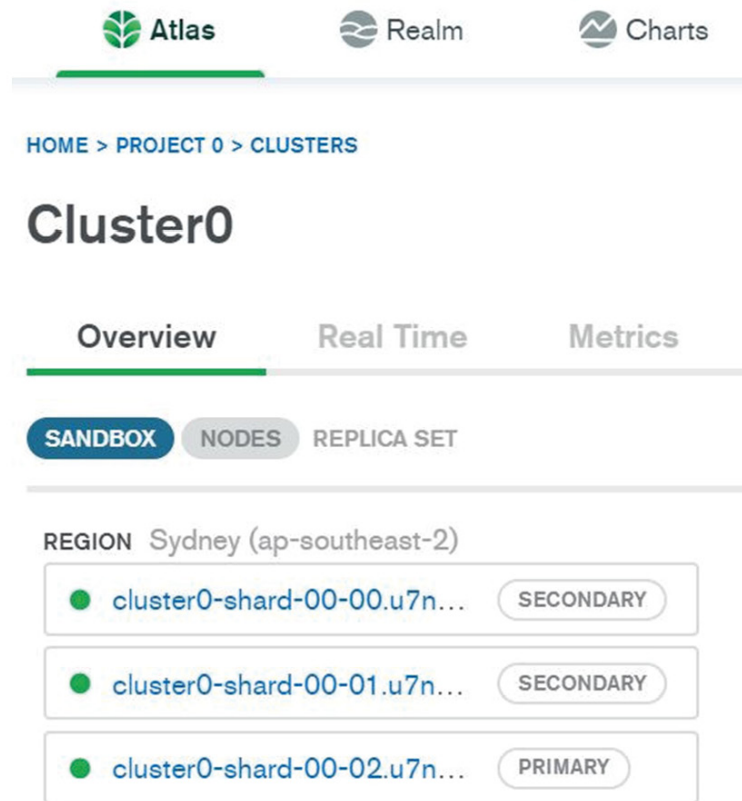 Atlas Realm Charts
HOME > PROJECT 0 > CLUSTERS
Cluster0
Overview Real Time Metrics
SANDBOX NODES REPLICA SET
REGION Sydney (ap-southeast-2)
cluster0-shard-00-00.u7n... SECONDARY
cluster0-shard-00-01.u7n... SECONDARY
cluster0-shard-00-02.u7n... PRIMARY